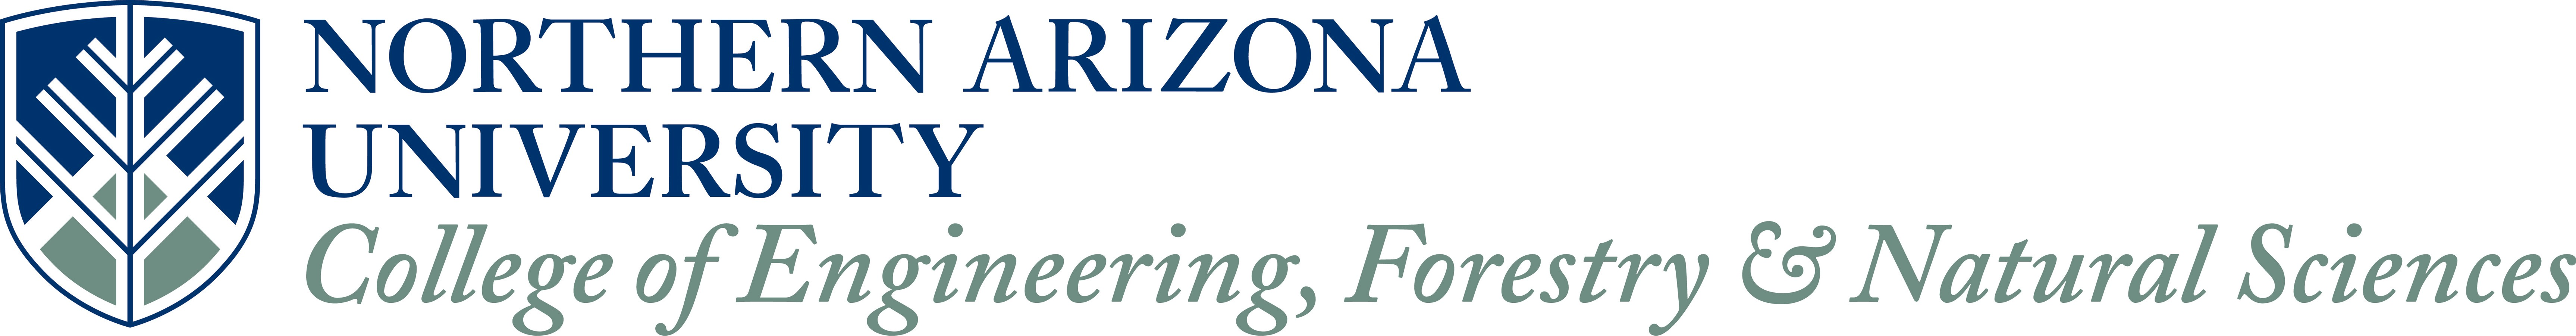 NORTHERN ARIZONA
UNIVERSITY
College of Engineering, Forestry & Natural Sciences